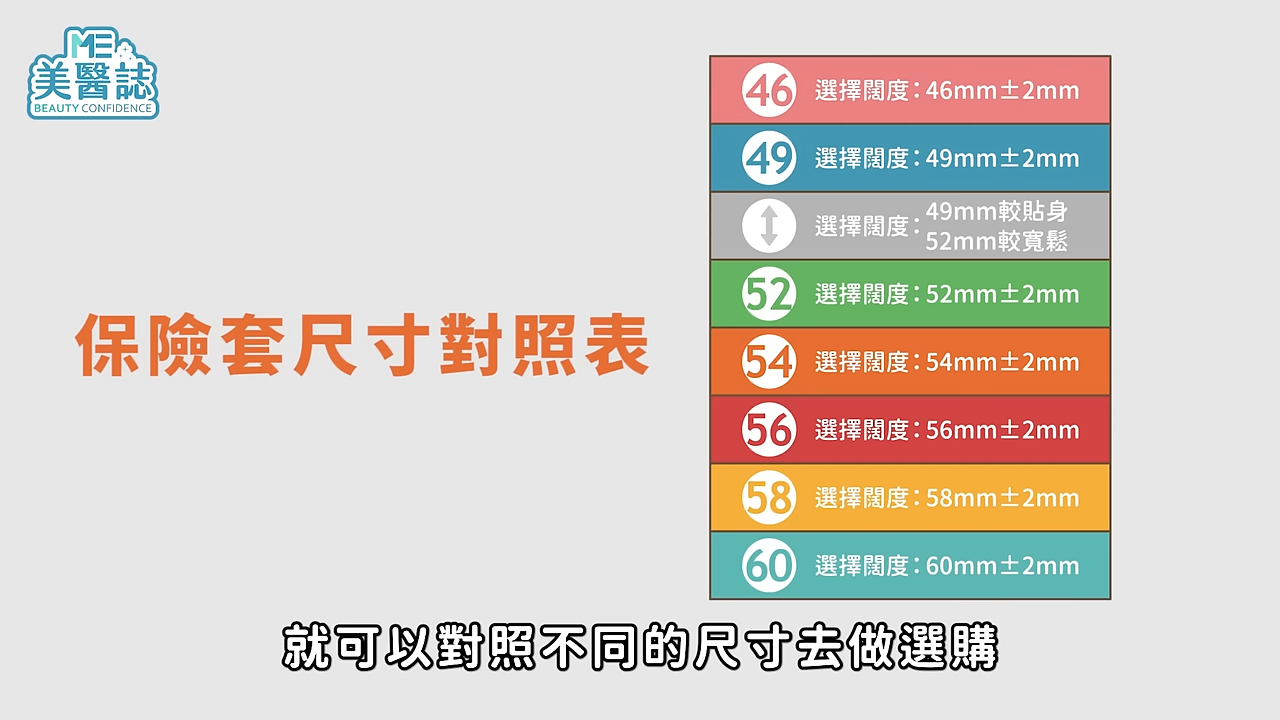 ME
美醫誌
BEAUTY CONFIDENCE
保險套尺寸對照表
46 選擇闊度：46mm±2mm
49 選擇闊度：49mm±2mm
選擇闊度：49mm較貼身
52mm較寬鬆
52 選擇闊度：52mm±2mm
54 選擇闊度：54mm±2mm
56 選擇闊度：56mm±2mm
58 選擇闊度：58mm±2mm
60 選擇闊度：60mm±2mm
就可以對照不同的尺寸去做選購